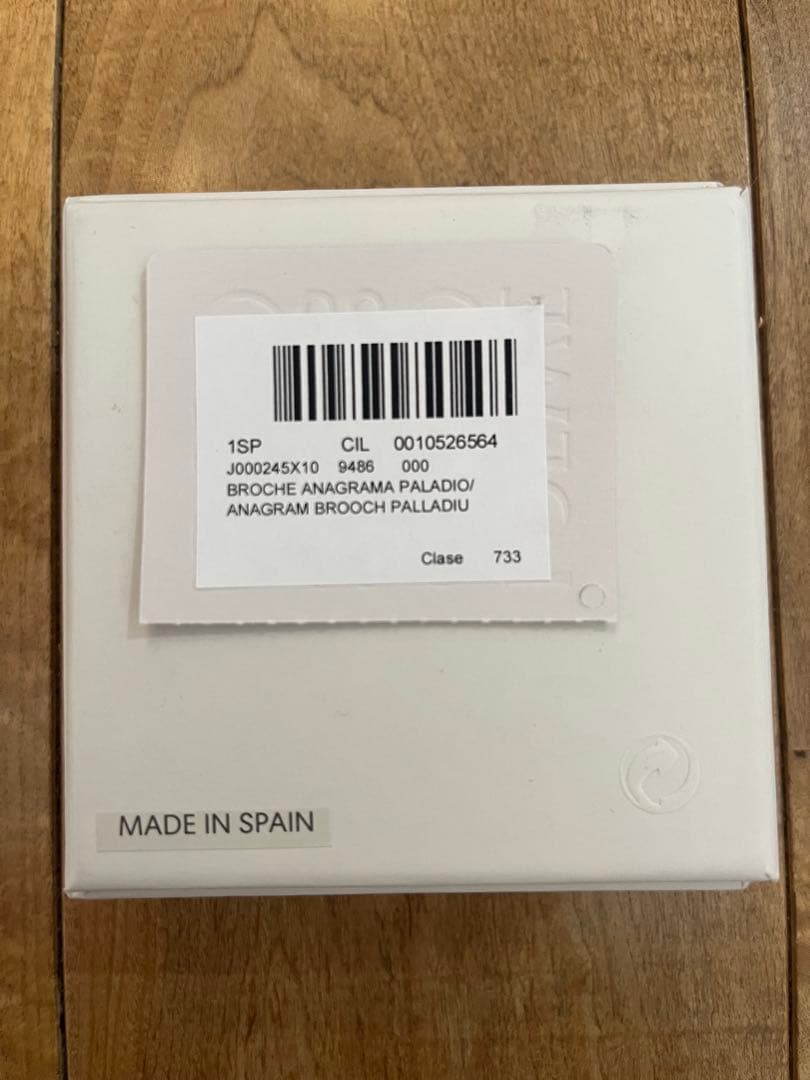 1SP CIL 0010526564
J000245X10 9486 000
BROCHE ANAGRAMA PALADIO/
ANAGRAM BROOCH PALLADIU
Clase 733
MADE IN SPAIN